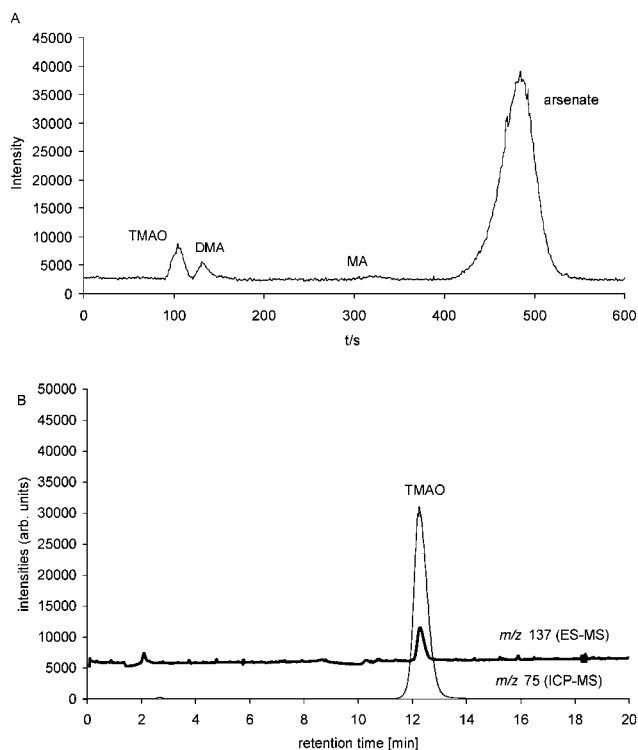 A
45000
40000
35000
30000
25000
20000
15000
10000
5000
0
Intensity
TMAO
DMA
MA
arsenate
0 100 200 300 400 500 600
t/s
B
50000
45000
40000
35000
30000
25000
20000
15000
10000
5000
0
intensities (arb. units)
TMAO
m/z 137 (ES-MS)
m/z 75 (ICP-MS)
0 2 4 6 8 10 12 14 16 18 20
retention time [min]